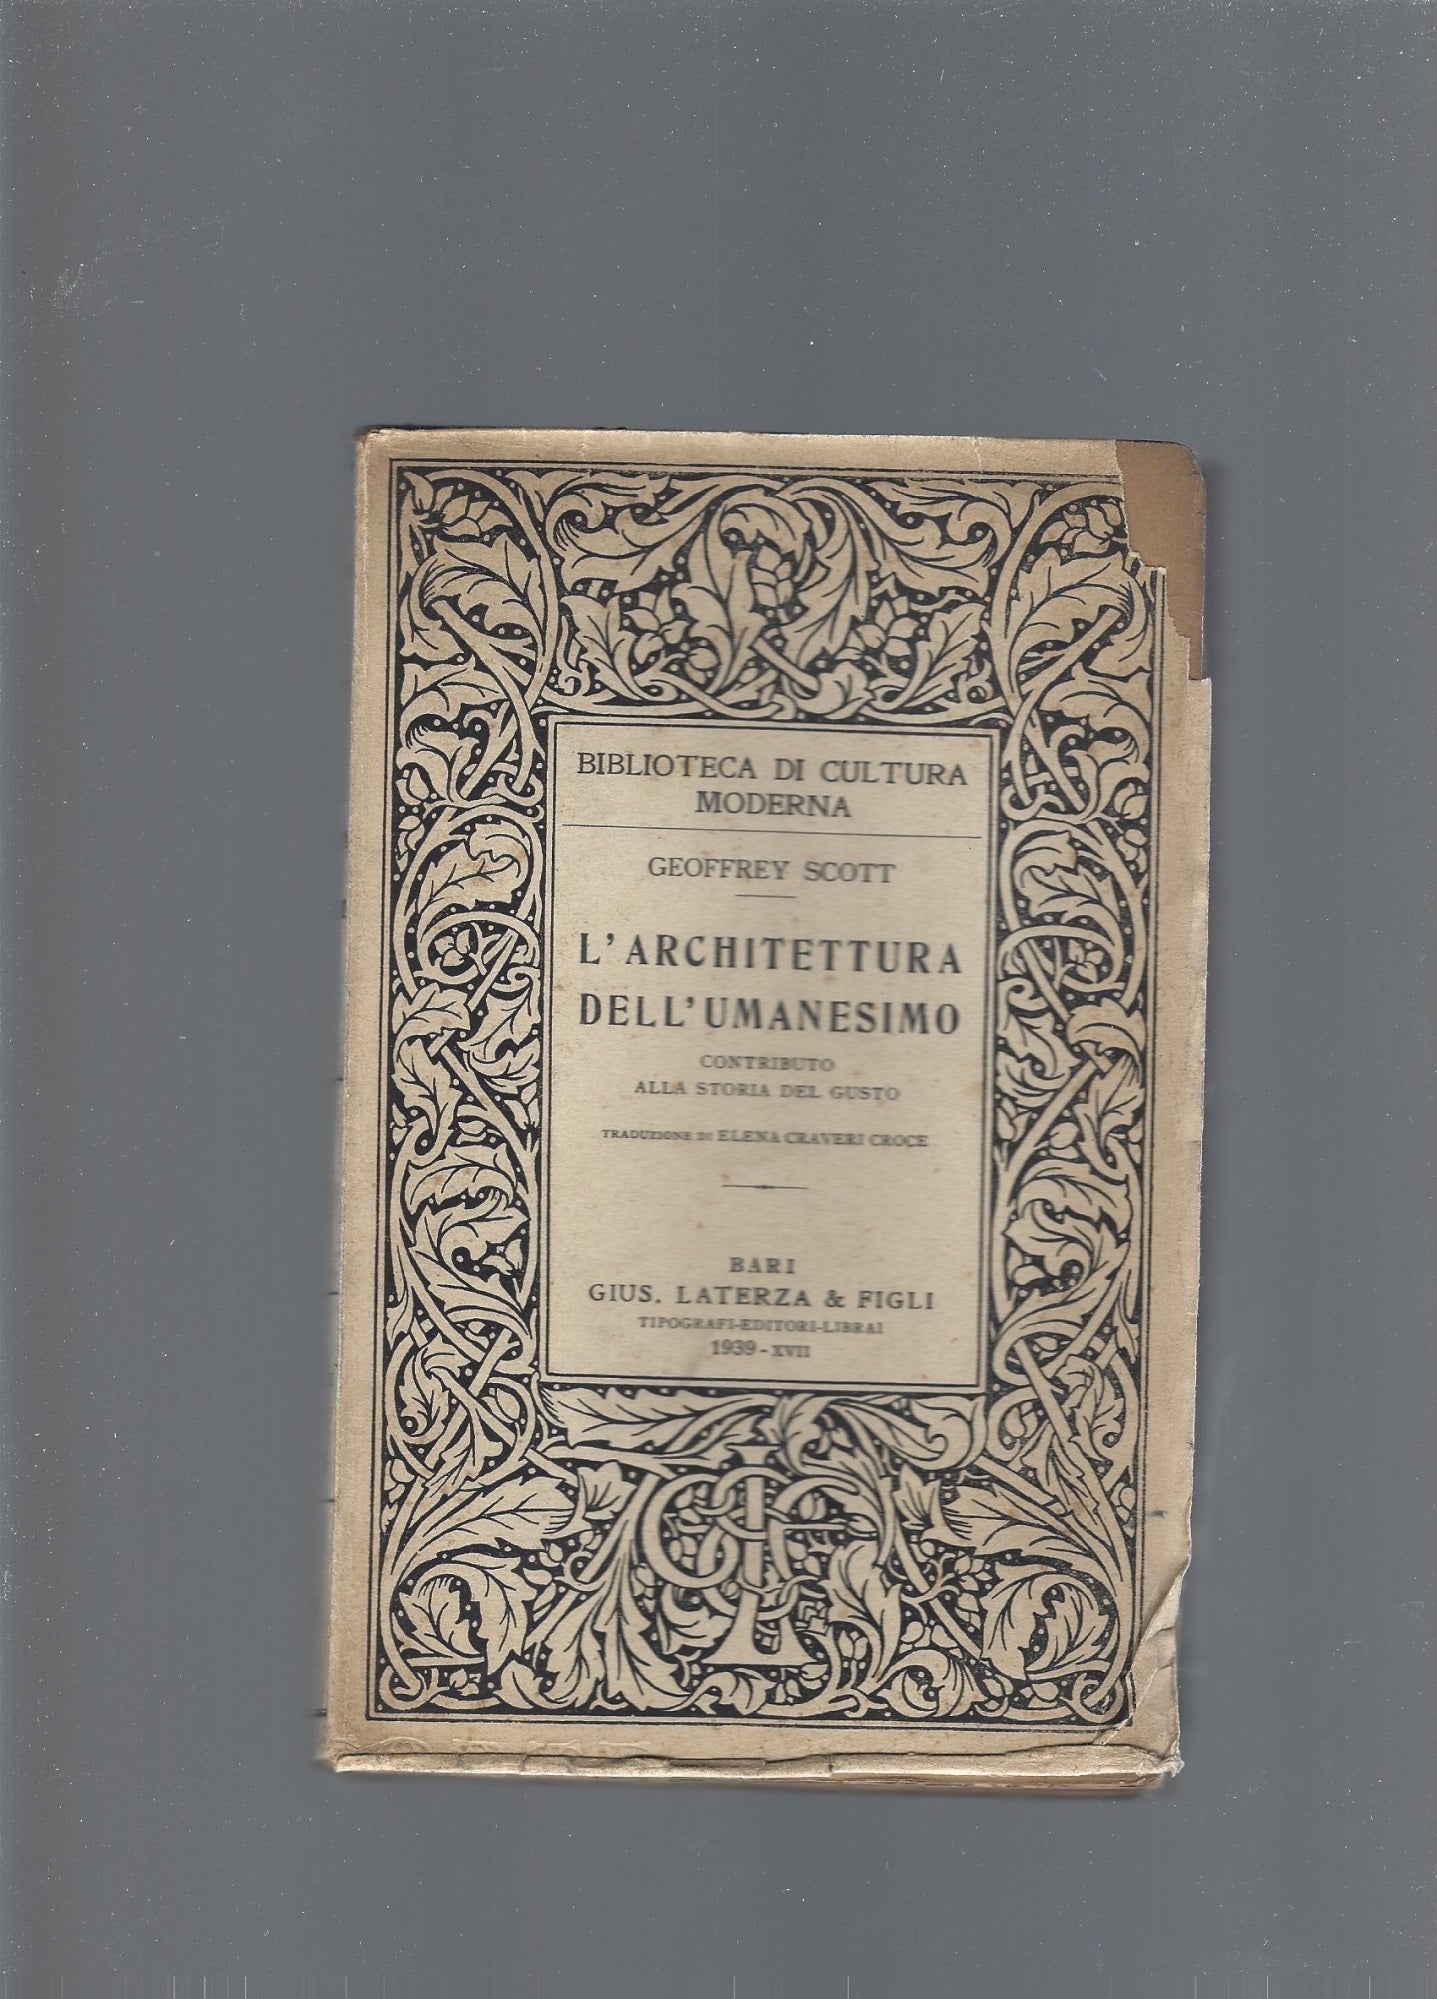 BIBLIOTECA DI CULTURA
MODERNA
GEOFFREY SCOTT
L'ARCHITETTURA
DELL'UMANESIMO
CONTRIBUTO
ALLA STORIA DEL GUSTO
TRADUZIONE DI ELENA CRAVERI CROCE
BARI
GIUS. LATERZA & FIGLI
TIPOGRAFI-EDITORI-LIBRAI
1939 - XVII